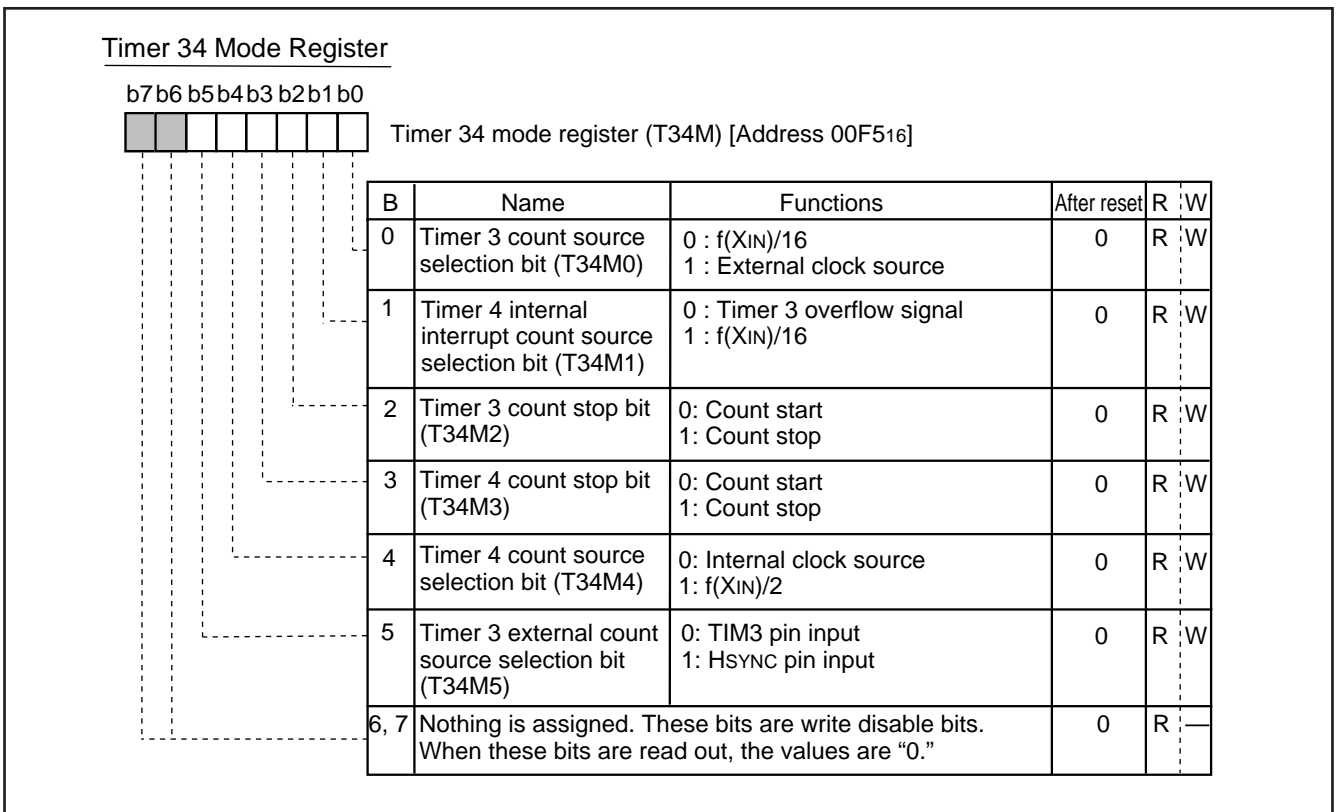 Timer 34 Mode Register
b7 b6 b5 b4 b3 b2 b1 b0
Timer 34 mode register (T34M) [Address 00F516]
B Name Functions After reset R W
0 Timer 3 count source selection bit (T34M0) 0 : f(XIN)/16 0 R W
1 : External clock source
1 Timer 4 internal interrupt count source selection bit (T34M1) 0 : Timer 3 overflow signal 0 R W
1 : f(XIN)/16
2 Timer 3 count stop bit (T34M2) 0: Count start 0 R W
1: Count stop
3 Timer 4 count stop bit (T34M3) 0: Count start 0 R W
1: Count stop
4 Timer 4 count source selection bit (T34M4) 0: Internal clock source 0 R W
1: f(XIN)/2
5 Timer 3 external count source selection bit (T34M5) 0: TIM3 pin input 0 R W
1: HSYNC pin input
6, 7 Nothing is assigned. These bits are write disable bits. 0 R —
When these bits are read out, the values are “0.”